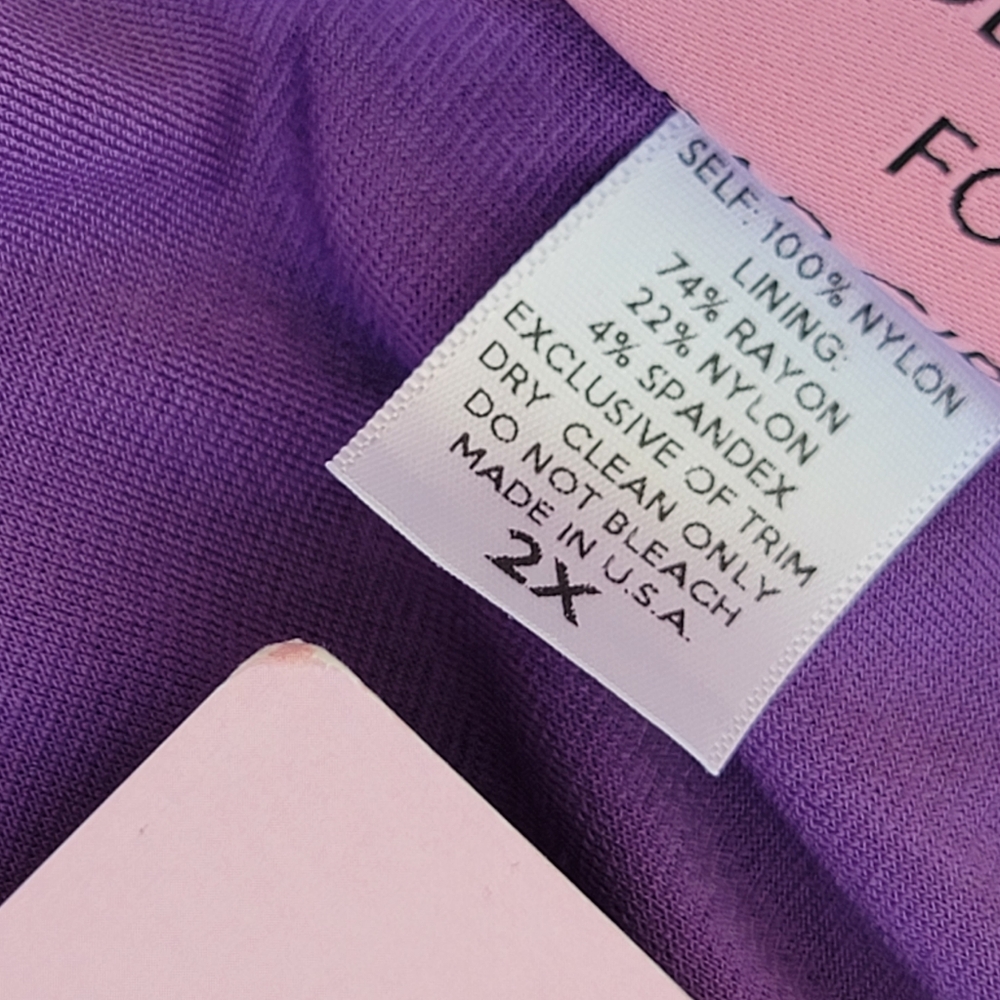 FO
SELF: 100% NYLON
LINING:
74% RAYON
22% NYLON
4% SPANDEX
EXCLUSIVE OF TRIM
DRY CLEAN ONLY
DO NOT BLEACH
MADE IN U.S.A.
2X